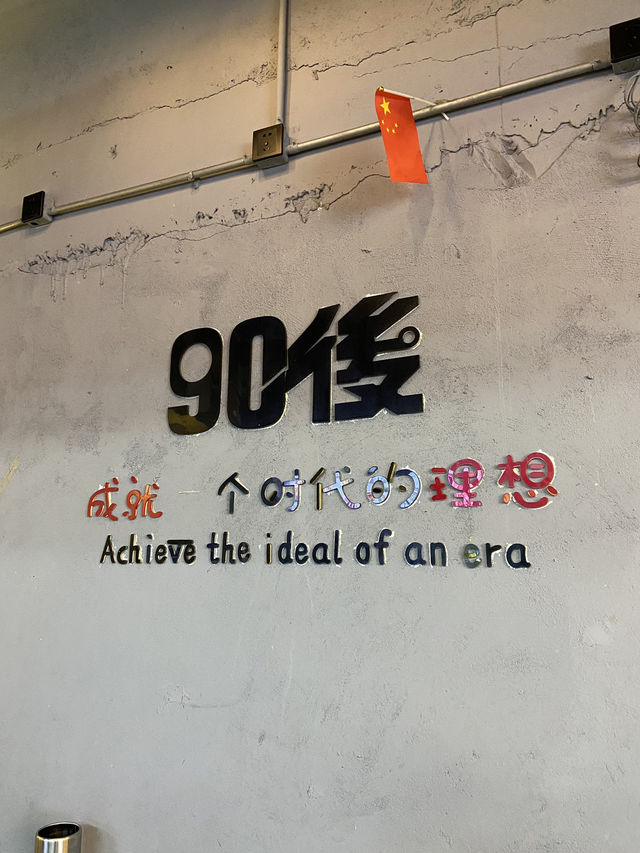 90後
成就一个时代的理想
Achieve the ideal of an era